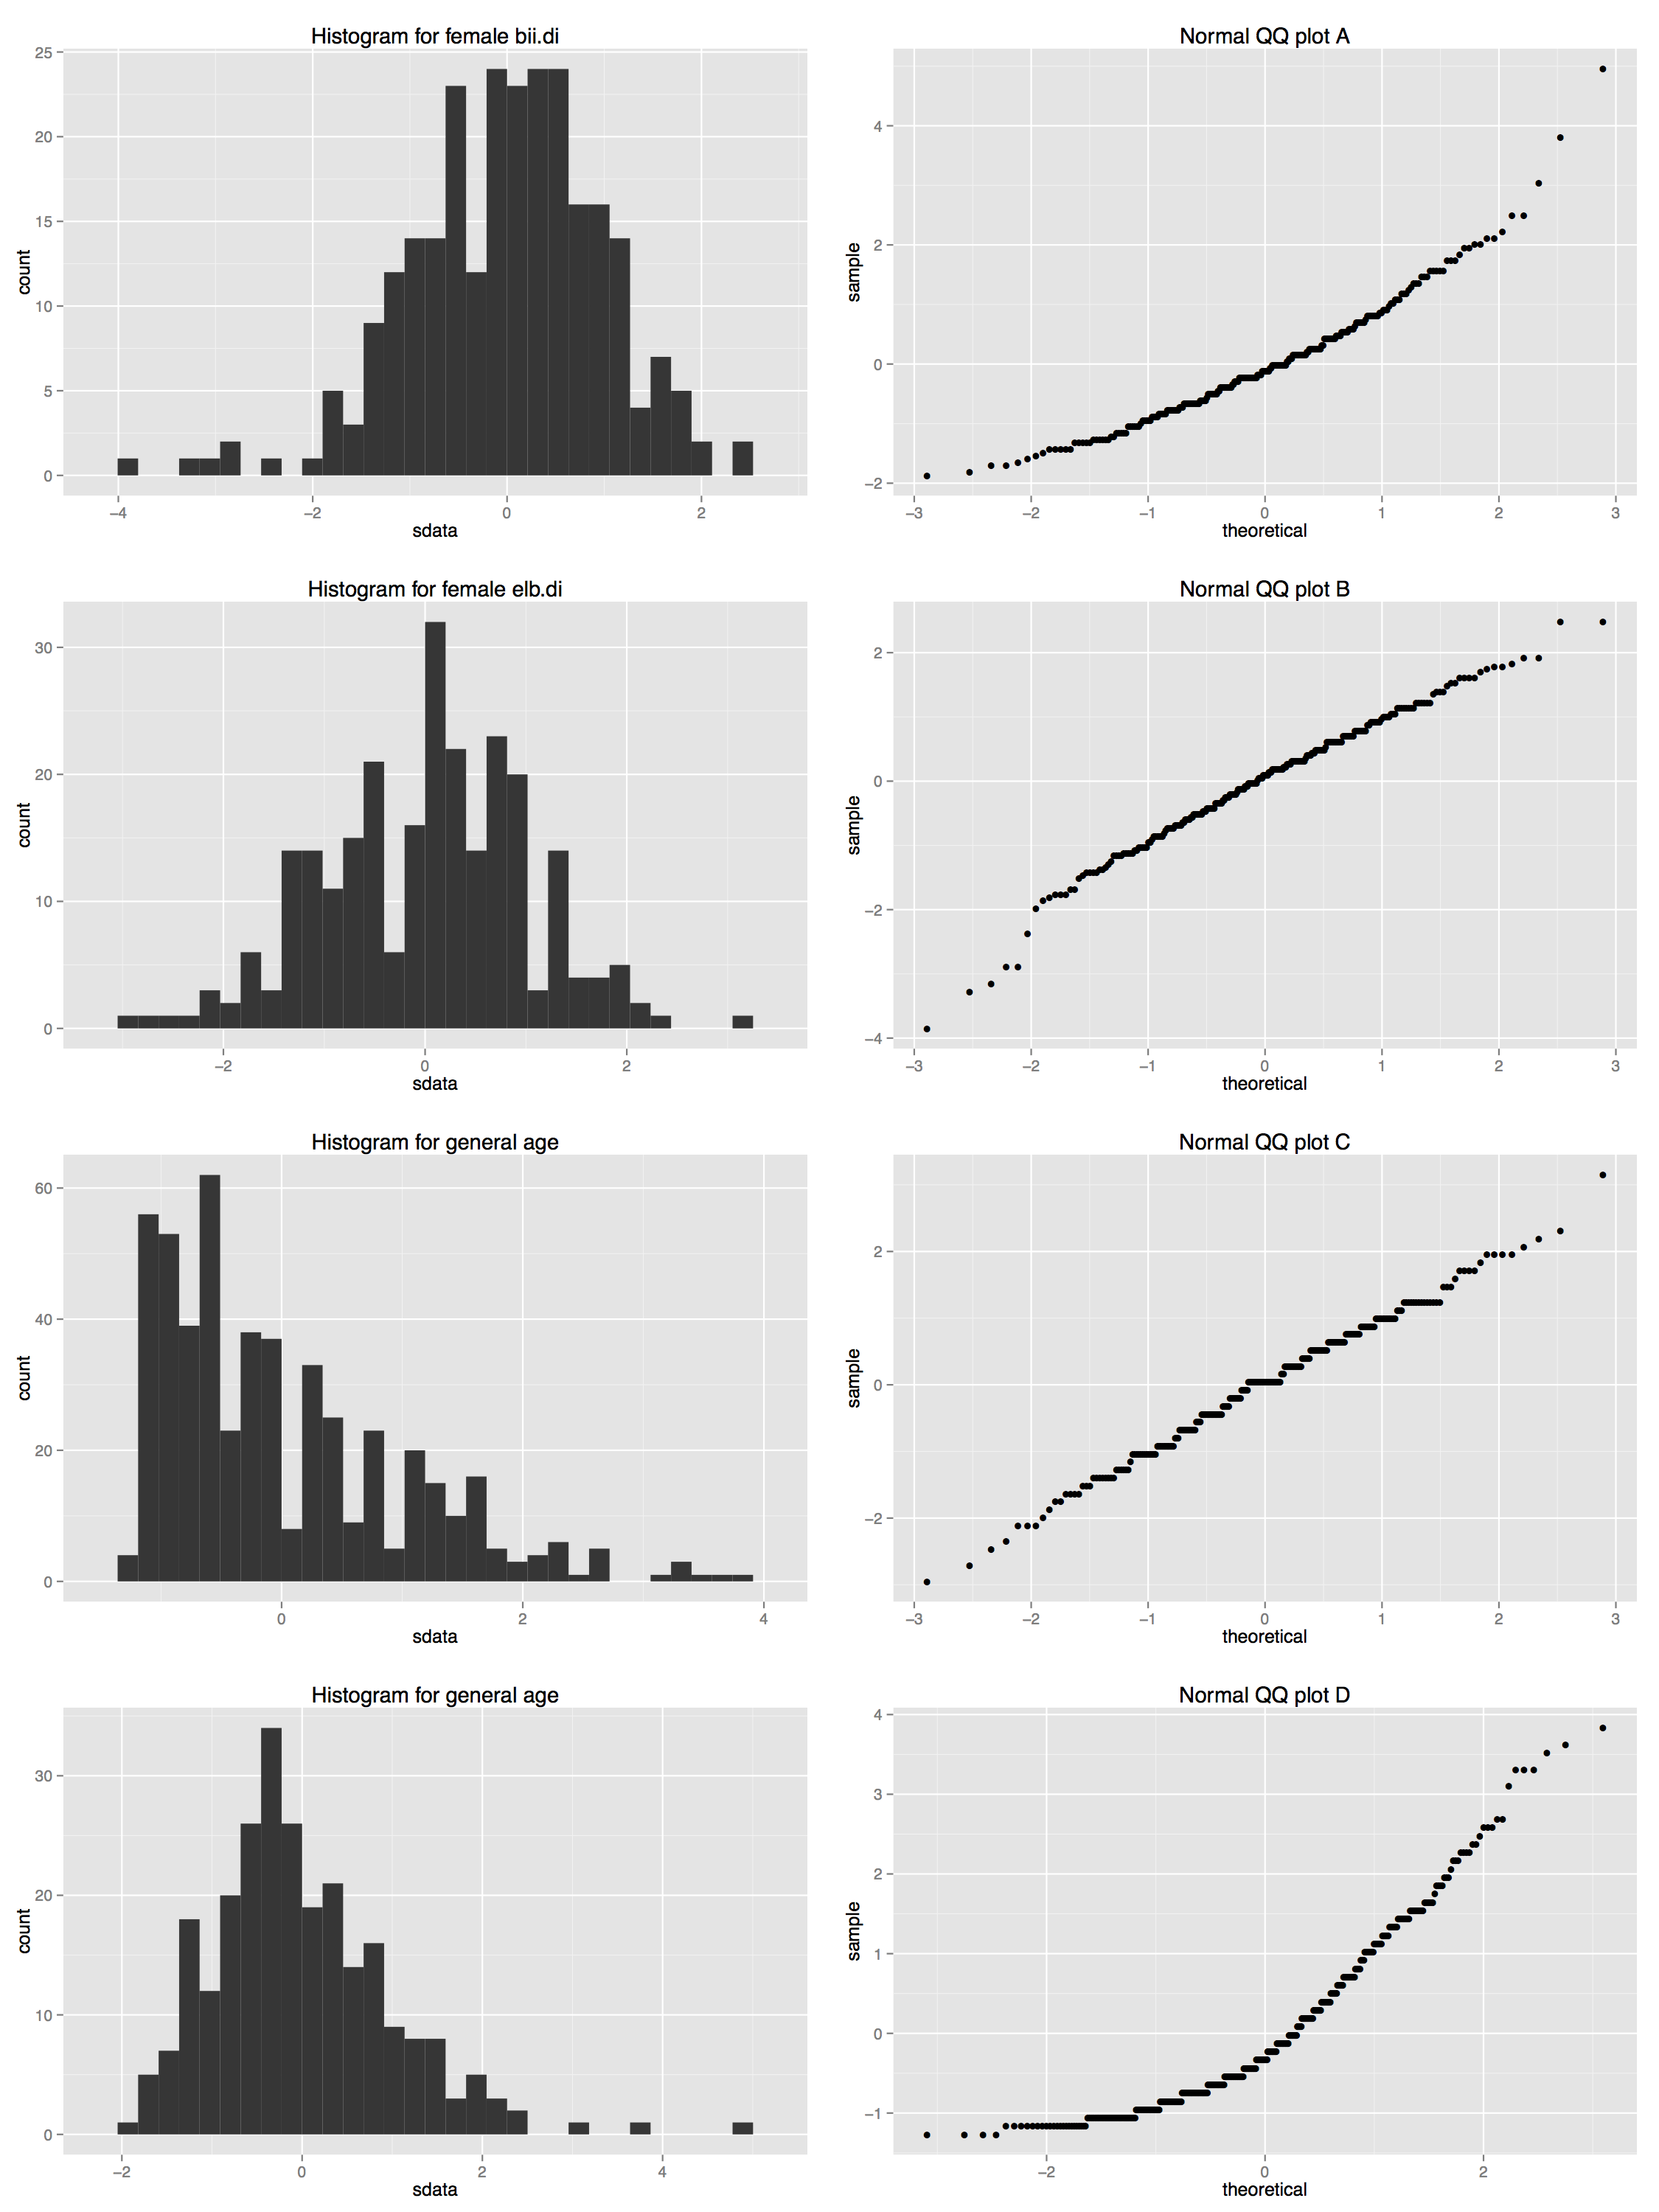 Histogram for female bii.di
25
20
15
10
5
0
count
−4 −2 0 2
sdata
Normal QQ plot A
4
2
0
−2
sample
−3 −2 −1 0 1 2 3
theoretical
Histogram for female elb.di
30
20
10
0
count
−2 0 2
sdata
Normal QQ plot B
2
0
−2
−4
sample
−3 −2 −1 0 1 2 3
theoretical
Histogram for general age
60
40
20
0
count
0 2 4
sdata
Normal QQ plot C
2
0
−2
sample
−3 −2 −1 0 1 2 3
theoretical
Histogram for general age
30
20
10
0
count
−2 0 2 4
sdata
Normal QQ plot D
4
3
2
1
0
−1
sample
−2 0 2
theoretical